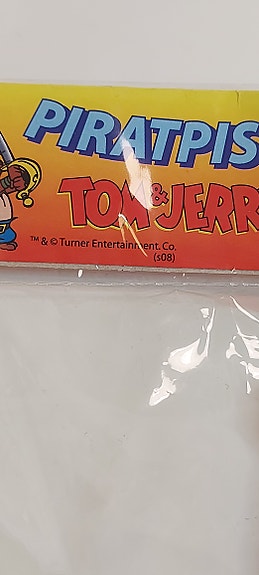 PIRATPIS
TOM & JERR
™ & © Turner Entertainment. Co.
(s08)